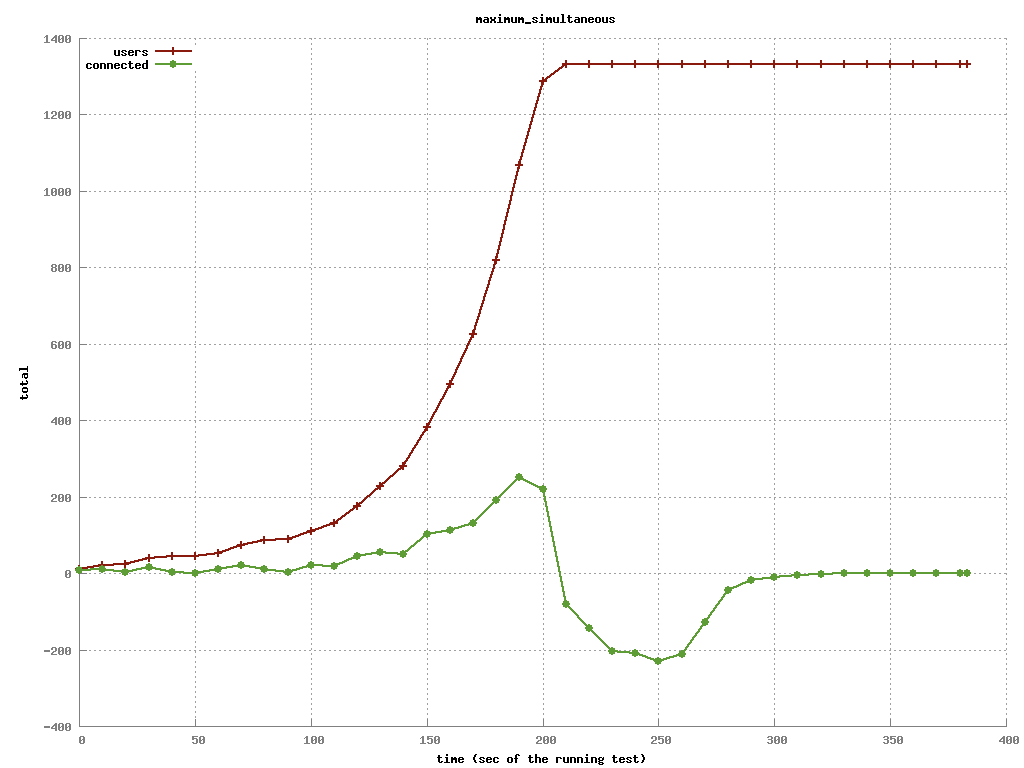 maximum_simultaneous
1400
users
connected
1200
1000
800
600
total
400
200
0
-200
-400
0 50 100 150 200 250 300 350 400
time (sec of the running test)